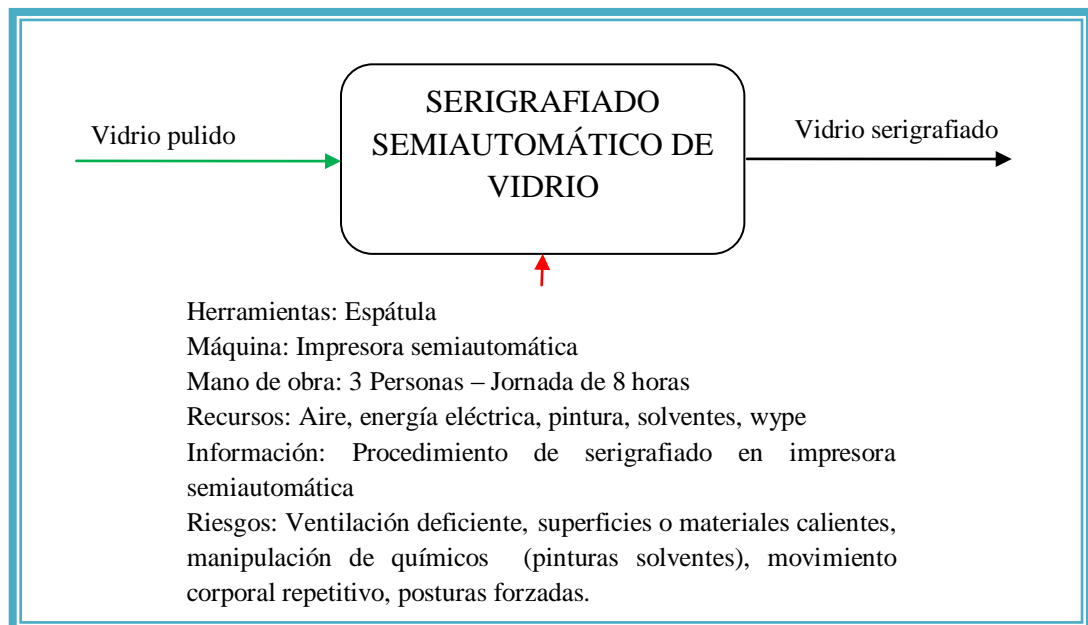 SERIGRAFIADO
SEMIAUTOMÁTICO DE
VIDRIO
Vidrio pulido
Vidrio serigrafiado
Herramientas: Espátula
Máquina: Impresora semiautomática
Mano de obra: 3 Personas – Jornada de 8 horas
Recursos: Aire, energía eléctrica, pintura, solventes, wype
Información: Procedimiento de serigrafiado en impresora
semiautomática
Riesgos: Ventilación deficiente, superficies o materiales calientes,
manipulación de químicos (pinturas solventes), movimiento
corporal repetitivo, posturas forzadas.